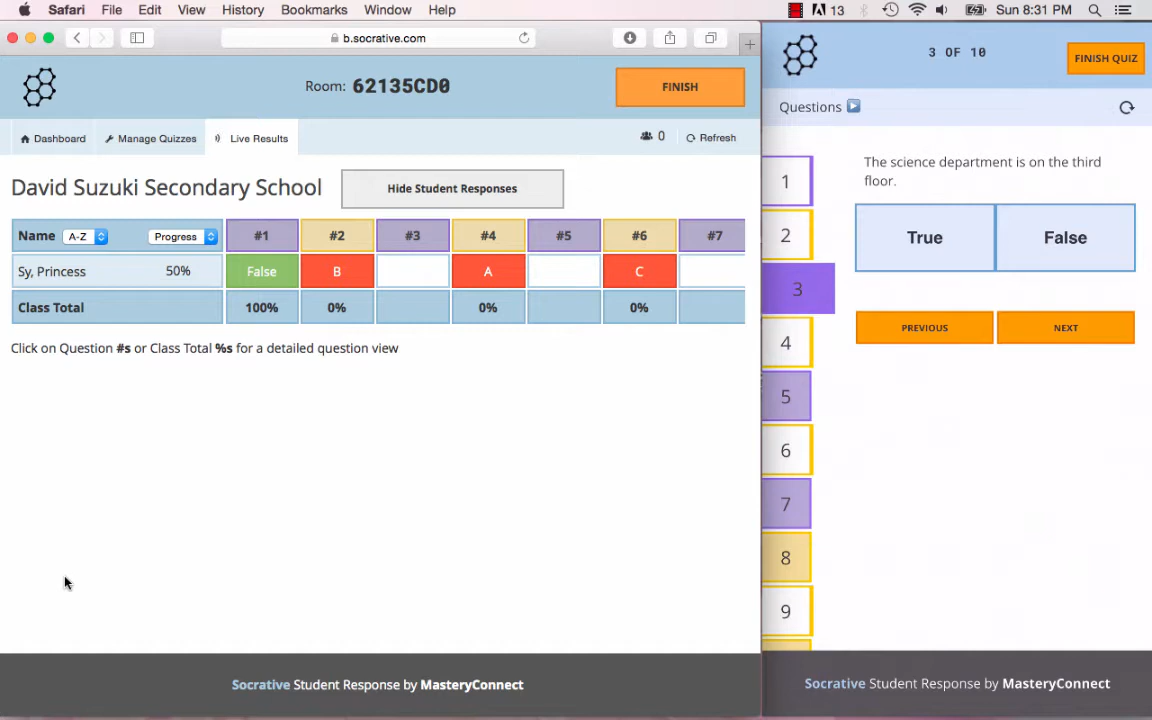 Safari File Edit View History Bookmarks Window Help 13 Sun 8:31 PM
b.socrative.com
Room: 62135CD0
FINISH
Dashboard Manage Quizzes Live Results 0 Refresh
David Suzuki Secondary School
Hide Student Responses
Name A-Z Progress #1 #2 #3 #4 #5 #6 #7
Sy, Princess 50% False B A C
Class Total 100% 0% 0% 0%
Click on Question #s or Class Total %s for a detailed question view
Socrative Student Response by MasteryConnect
3 OF 10
FINISH QUIZ
Questions
1
2
3
4
5
6
7
8
9
The science department is on the third
floor.
True False
PREVIOUS NEXT
Socrative Student Response by MasteryConnect